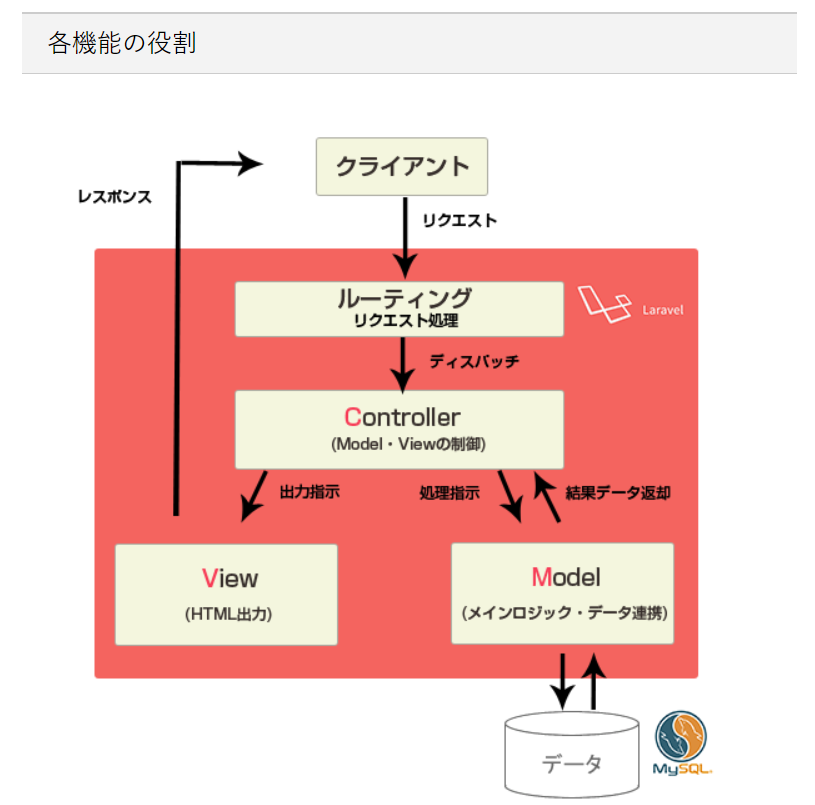 各機能の役割
クライアント
レスポンス
リクエスト
ルーティング
リクエスト処理
Laravel
ディスパッチ
Controller
(Model・Viewの制御)
出力指示
処理指示
結果データ返却
View
(HTML出力)
Model
(メインロジック・データ連携)
データ
MySQL